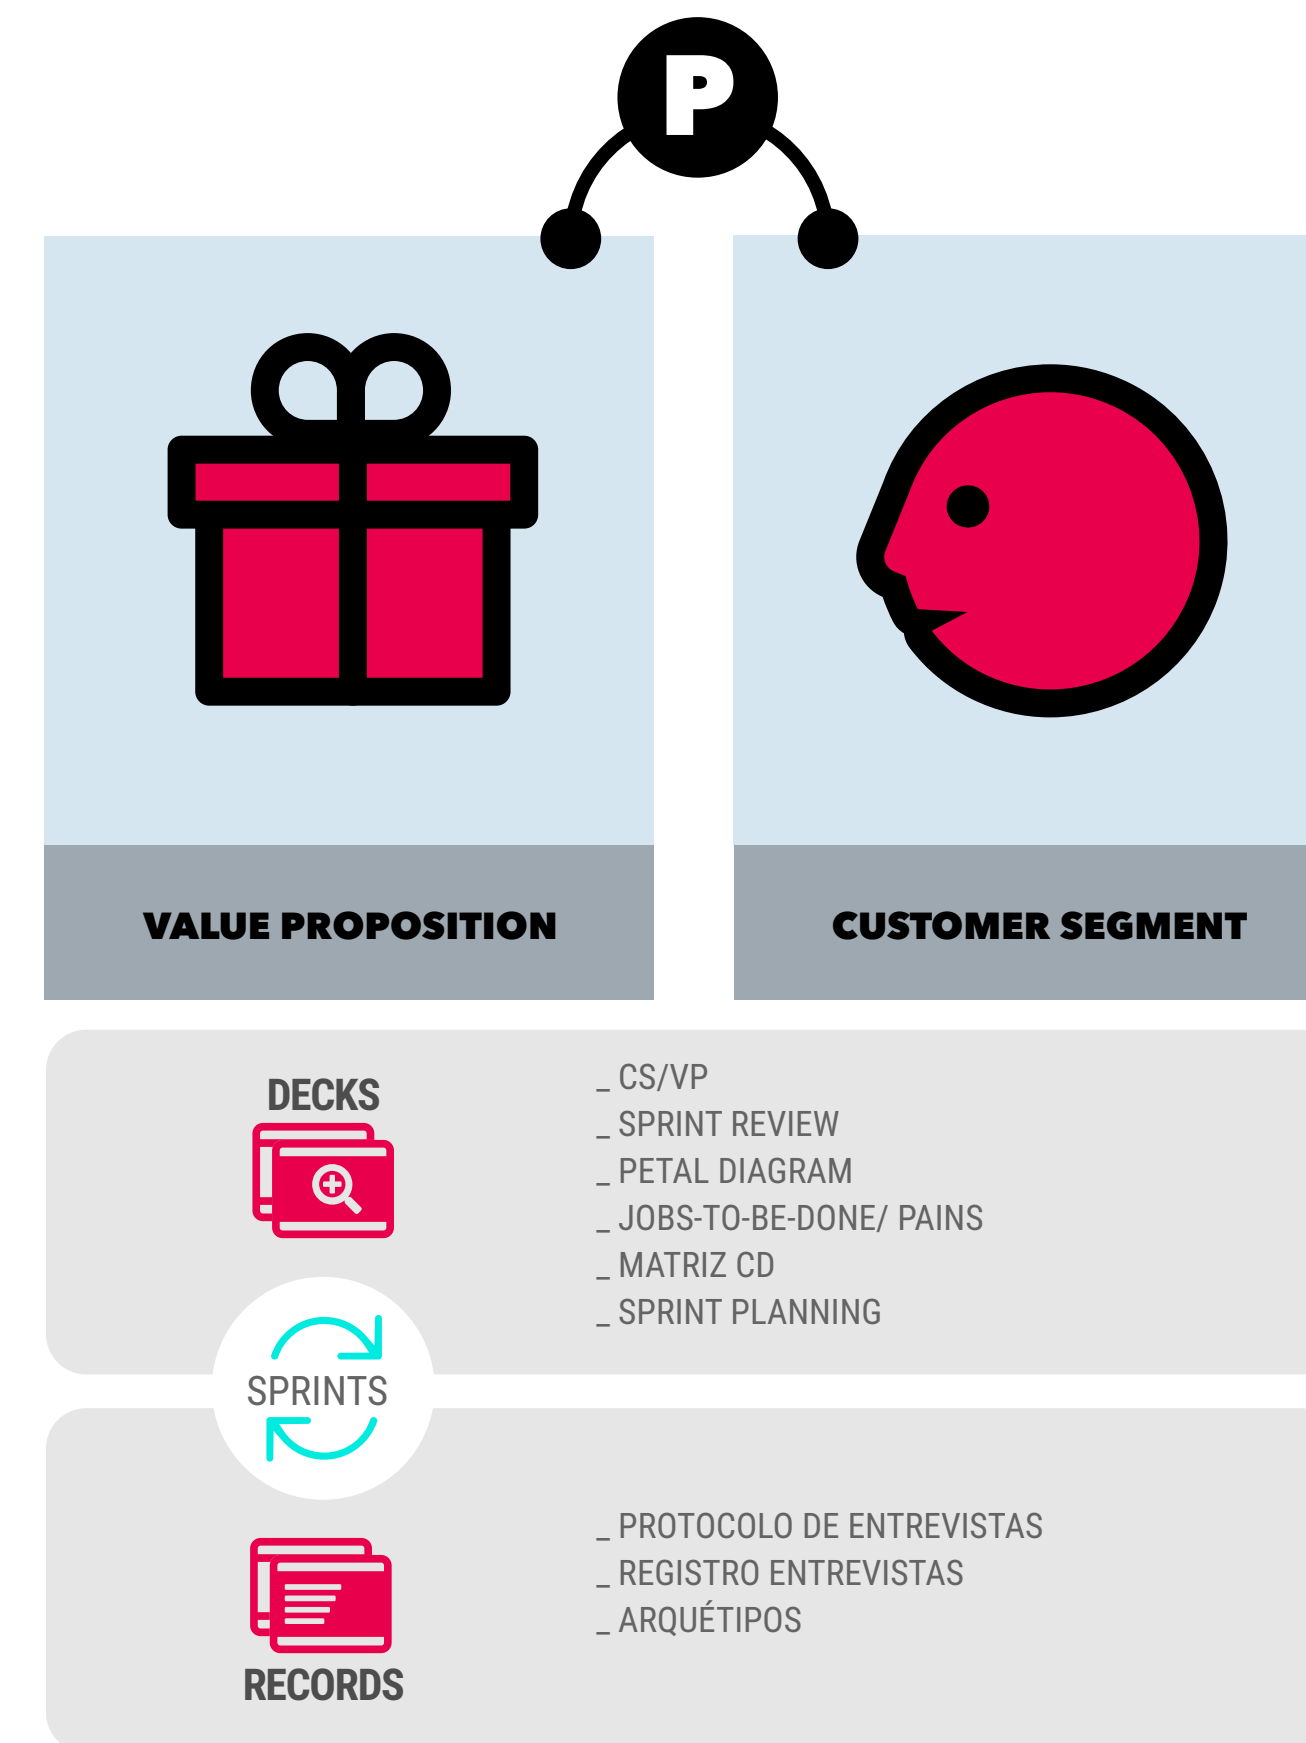 P
VALUE PROPOSITION
CUSTOMER SEGMENT
DECKS
_ CS/VP
_ SPRINT REVIEW
_ PETAL DIAGRAM
_ JOBS-TO-BE-DONE/ PAINS
_ MATRIZ CD
_ SPRINT PLANNING
SPRINTS
_ PROTOCOLO DE ENTREVISTAS
_ REGISTRO ENTREVISTAS
_ ARQUÉTIPOS
RECORDS